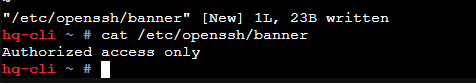 "/etc/openssh/banner" [New] 1L, 23B written
hq-cli ~ # cat /etc/openssh/banner
Authorized access only
hq-cli ~ #